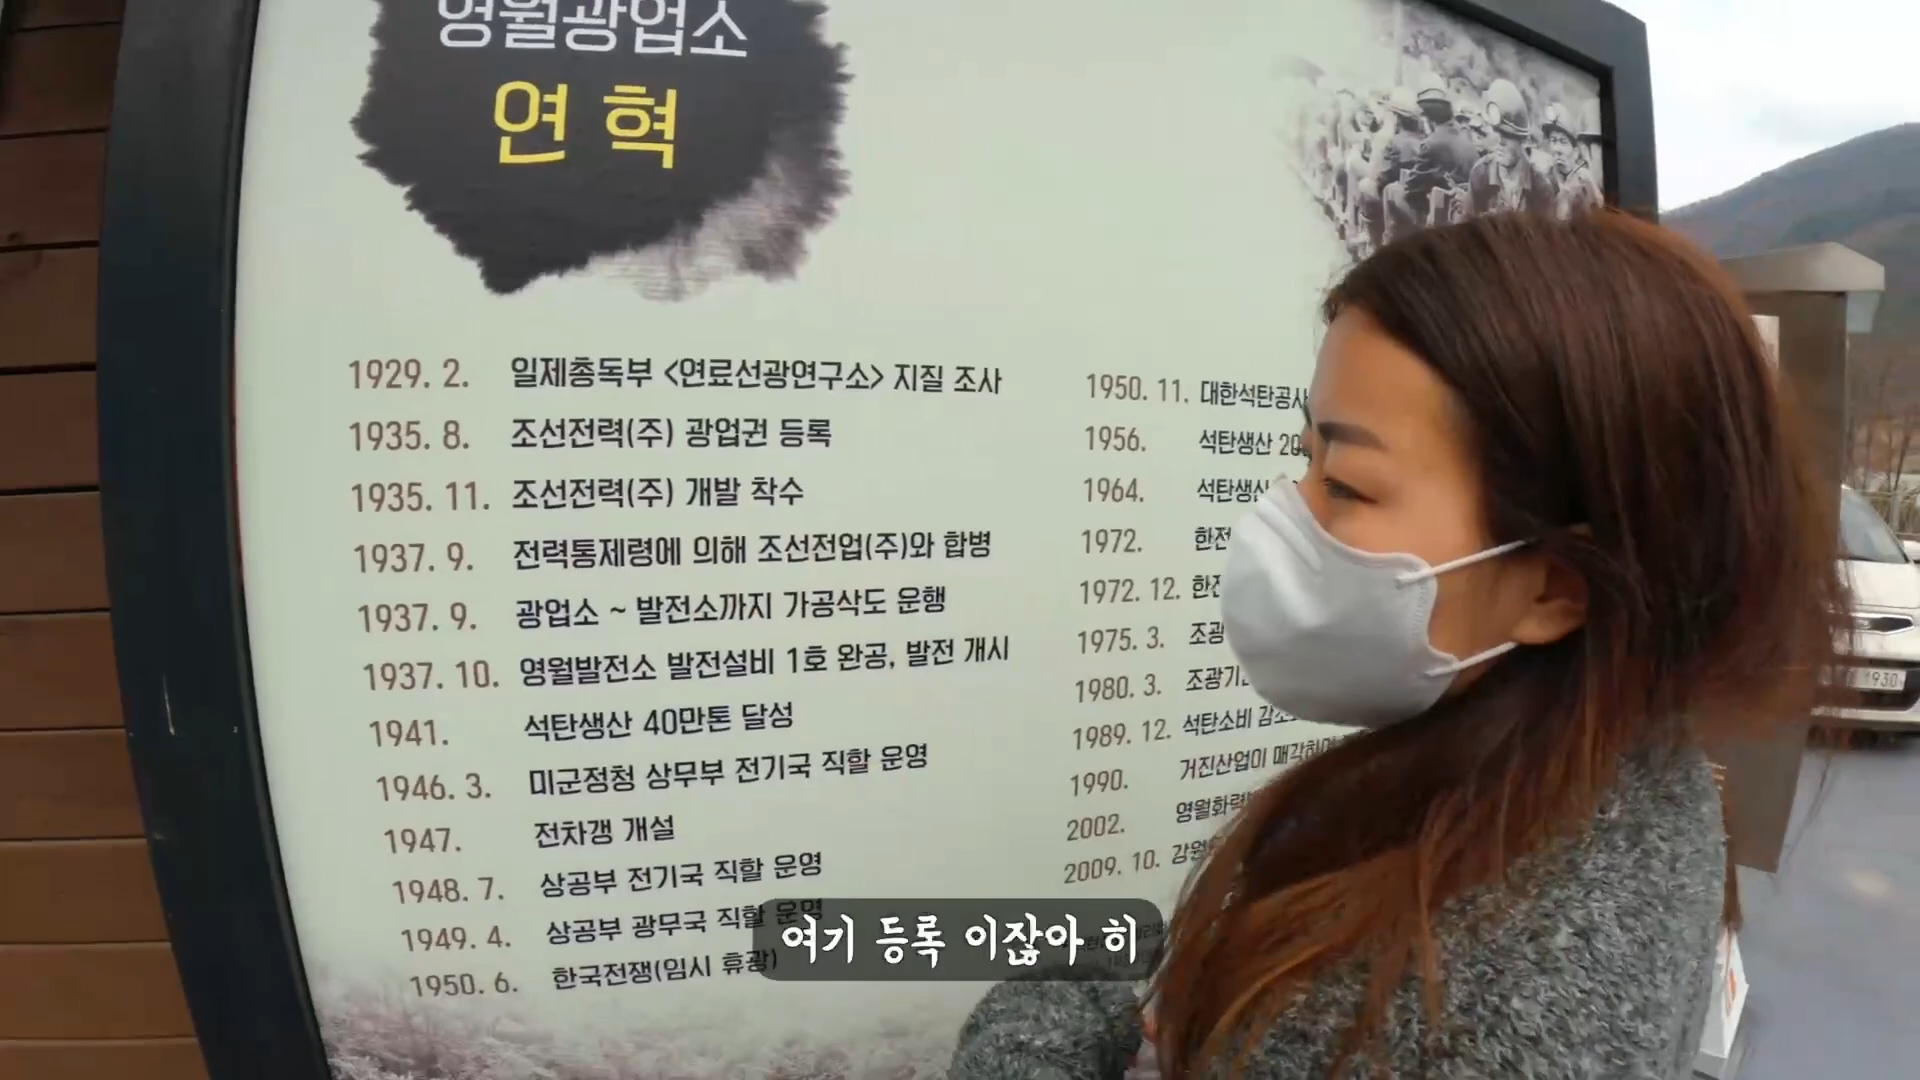 영월광업소
연 혁
1929. 2. 일제총독부 <연료선광연구소> 지질 조사
1935. 8. 조선전력(주) 광업권 등록
1935. 11. 조선전력(주) 개발 착수
1937. 9. 전력통제령에 의해 조선전업(주)와 합병
1937. 9. 광업소 ~ 발전소까지 가공삭도 운행
1937. 10. 영월발전소 발전설비 1호 완공, 발전 개시
1941. 석탄생산 40만톤 달성
1946. 3. 미군정청 상무부 전기국 직할 운영
1947. 전차갱 개설
1948. 7. 상공부 전기국 직할 운영
1949. 4. 상공부 광무국 직할 운영
1950. 6. 한국전쟁(임시 휴광)
1950. 11. 대한석탄공사
1956. 석탄생산
1964. 석탄생산
1972. 한전
1972. 12. 한전
1975. 3. 조광
1980. 3.
1989. 12. 석탄소비
1990. 거진산업이
2002.
2009. 10.
여기 등록 이잖아 히
1930